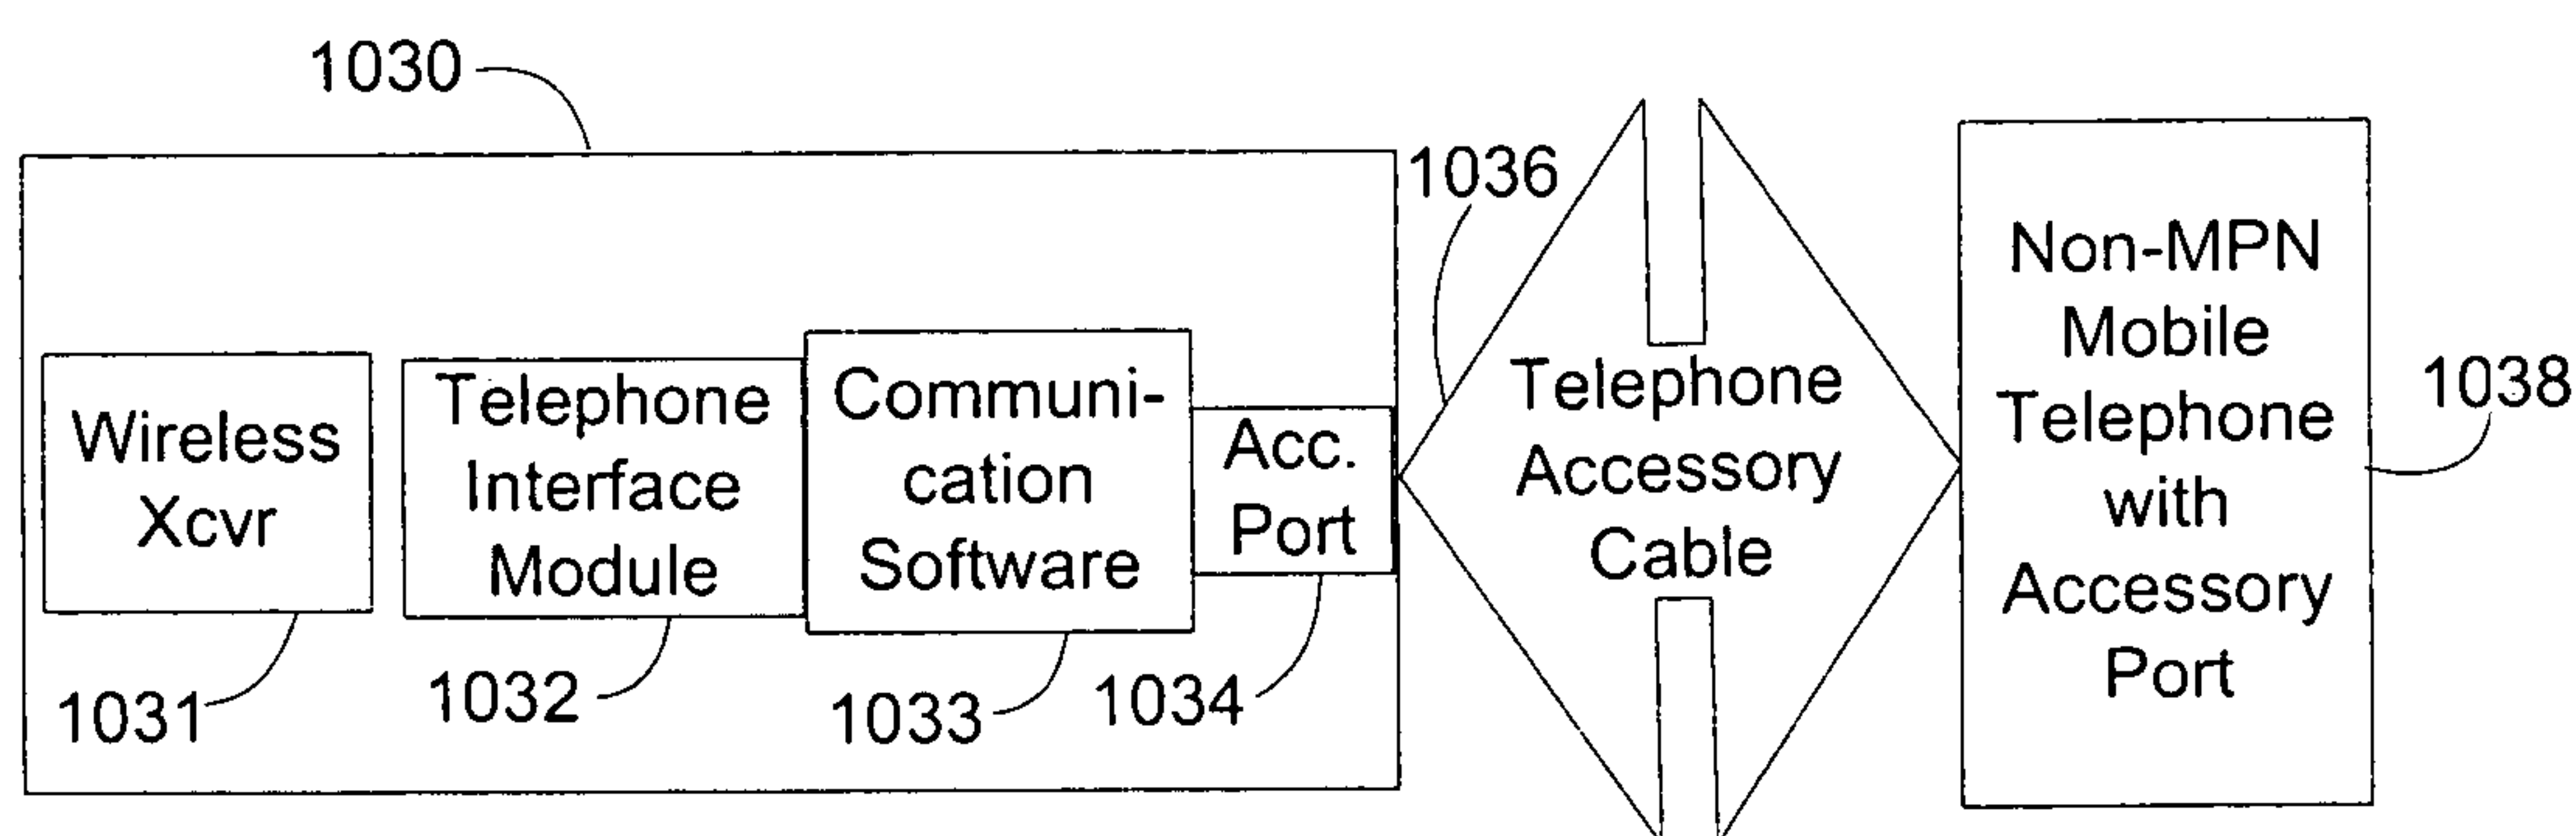 1030
1036
Wireless
Xcvr
Telephone
Interface
Module
Communi-
cation
Software
Acc.
Port
Telephone
Accessory
Cable
Non-MPN
Mobile
Telephone
with
Accessory
Port
1038
1031
1032
1033
1034